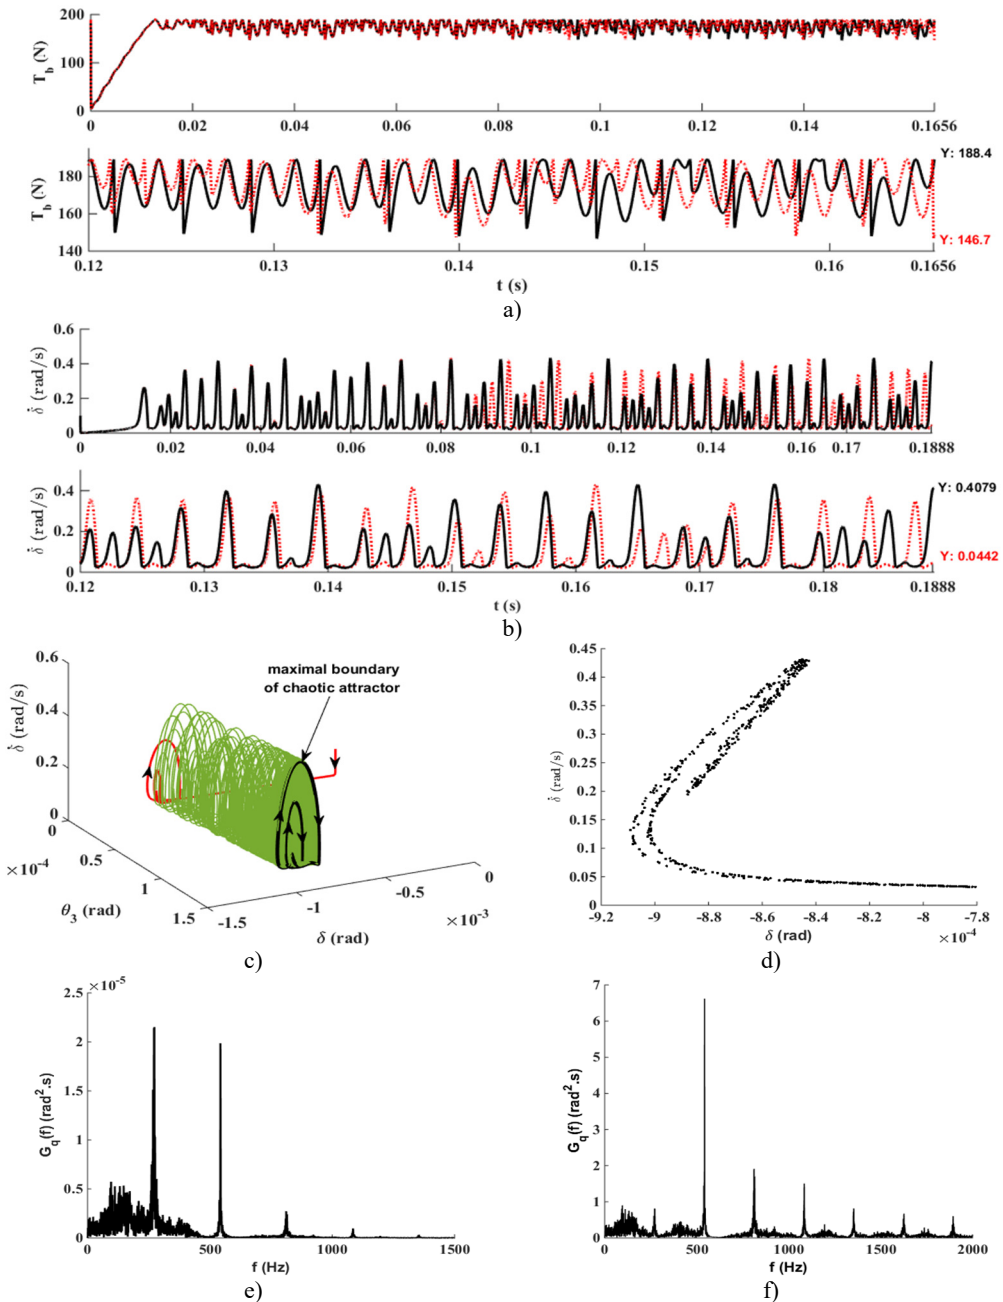 200
100
0
T_b (N)
0 0.02 0.04 0.06 0.08 0.1 0.12 0.14 0.1656
Y: 188.4
180
160
140
T_b (N)
Y: 146.7
0.12 0.13 0.14 0.15 0.16 0.1656
t (s)
a)
0.6
0.4
0.2
0
δ̇ (rad/s)
0 0.02 0.04 0.06 0.08 0.1 0.12 0.14 0.16 0.17 0.1888
Y: 0.4079
0.4
0.2
0
δ̇ (rad/s)
Y: 0.0442
0.12 0.13 0.14 0.15 0.16 0.17 0.18 0.1888
t (s)
b)
0.6
0.4
0.2
0
δ̇ (rad/s)
maximal boundary
of chaotic attractor
0
0.5
1
1.5
×10⁻⁴
θ₃ (rad)
-1.5 -1 -0.5 0
×10⁻³
δ (rad)
c)
0.45
0.4
0.35
0.3
0.25
0.2
0.15
0.1
0.05
0
δ̇ (rad/s)
-9.2 -9 -8.8 -8.6 -8.4 -8.2 -8 -7.8
×10⁻⁴
δ (rad)
d)
×10⁻⁵
2.5
2
1.5
1
0.5
0
G_q(f) (rad².s)
0 500 1000 1500
f (Hz)
e)
7
6
5
4
3
2
1
0
G_q(f) (rad².s)
0 500 1000 1500 2000
f (Hz)
f)